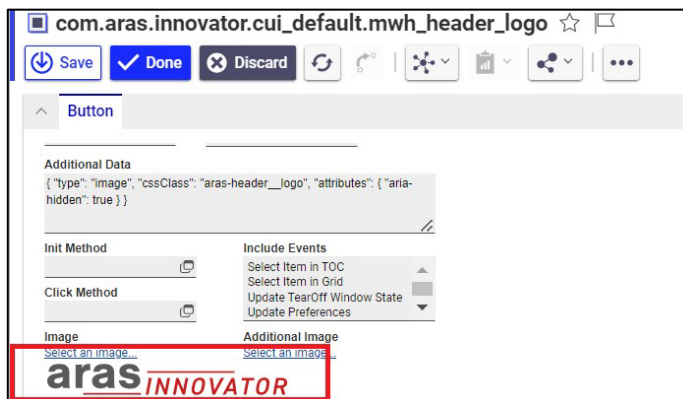 com.aras.innovator.cui_default.mwh_header_logo
Save Done Discard
Button
Additional Data
{ "type": "image", "cssClass": "aras-header__logo", "attributes": { "aria-
hidden": true } }
Init Method Include Events
Select Item in TOC
Select Item in Grid
Click Method
Update TearOff Window State
Update Preferences
Image Additional Image
Select an image... Select an image...
aras INNOVATOR